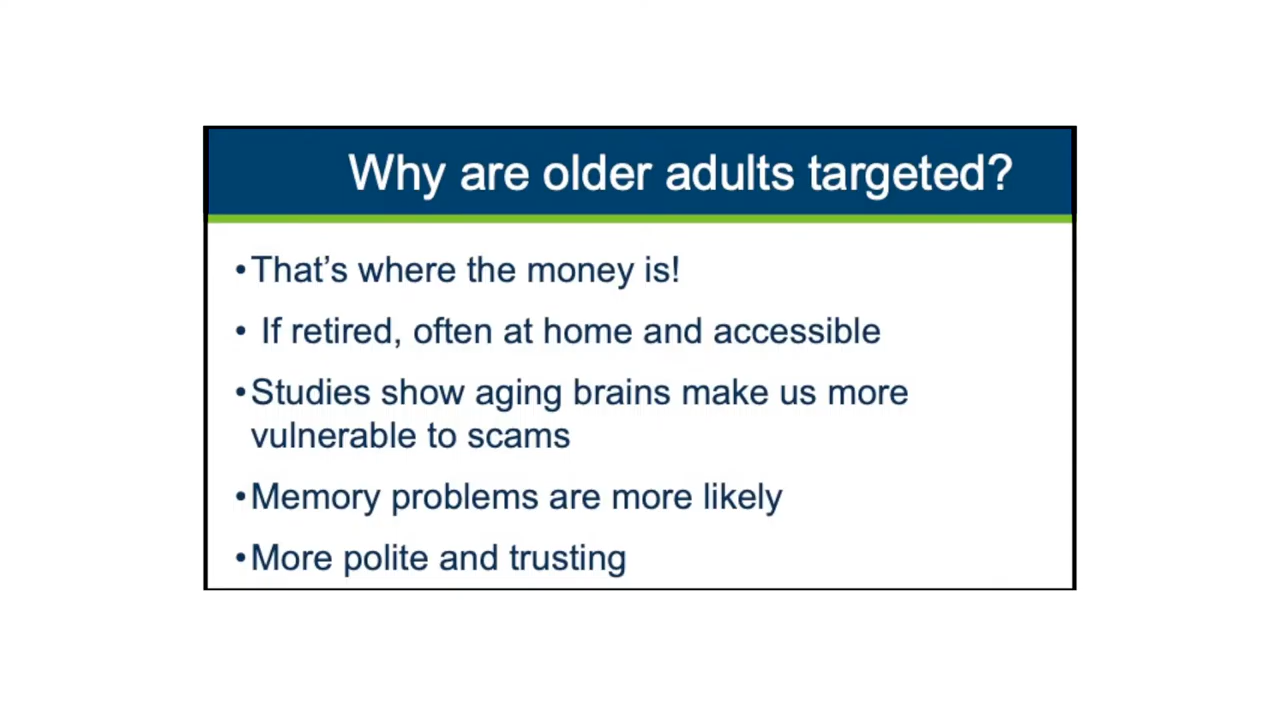 Why are older adults targeted?
•That’s where the money is!
• If retired, often at home and accessible
•Studies show aging brains make us more
vulnerable to scams
•Memory problems are more likely
•More polite and trusting